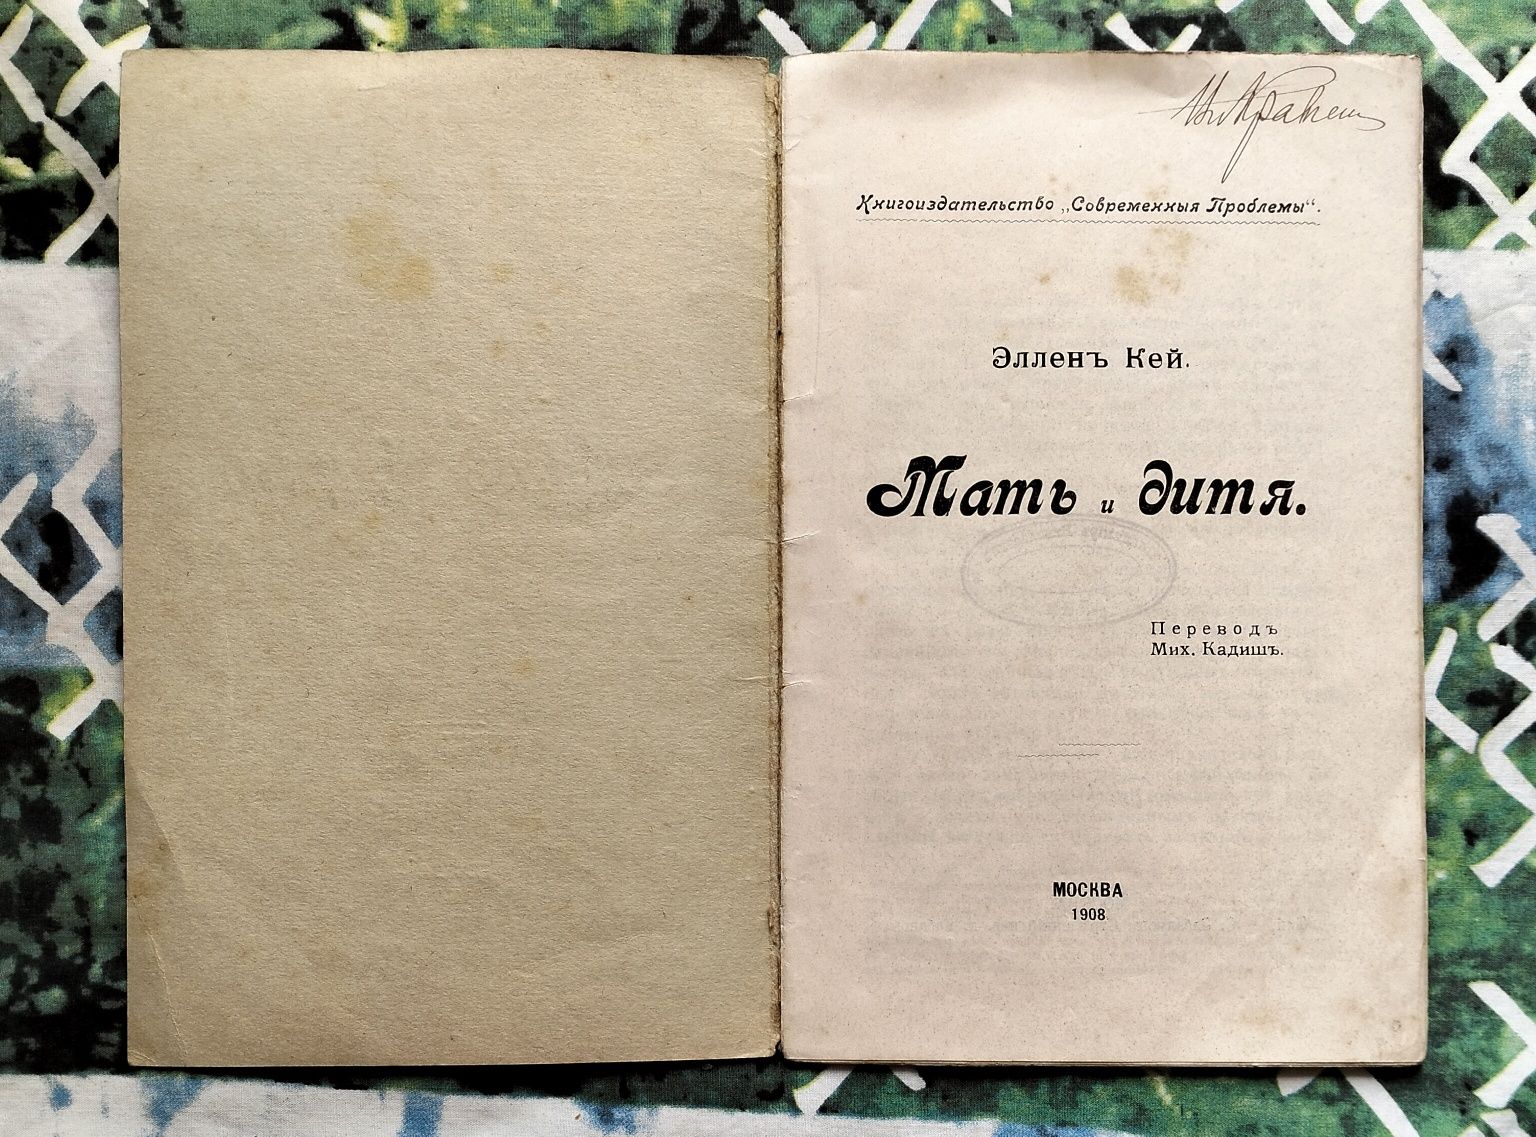 Книгоиздательство „Современныя Проблемы“.
Элленъ Кей.
Мать и дитя.
Переводъ
Мих. Кадишъ.
МОСКВА
1908